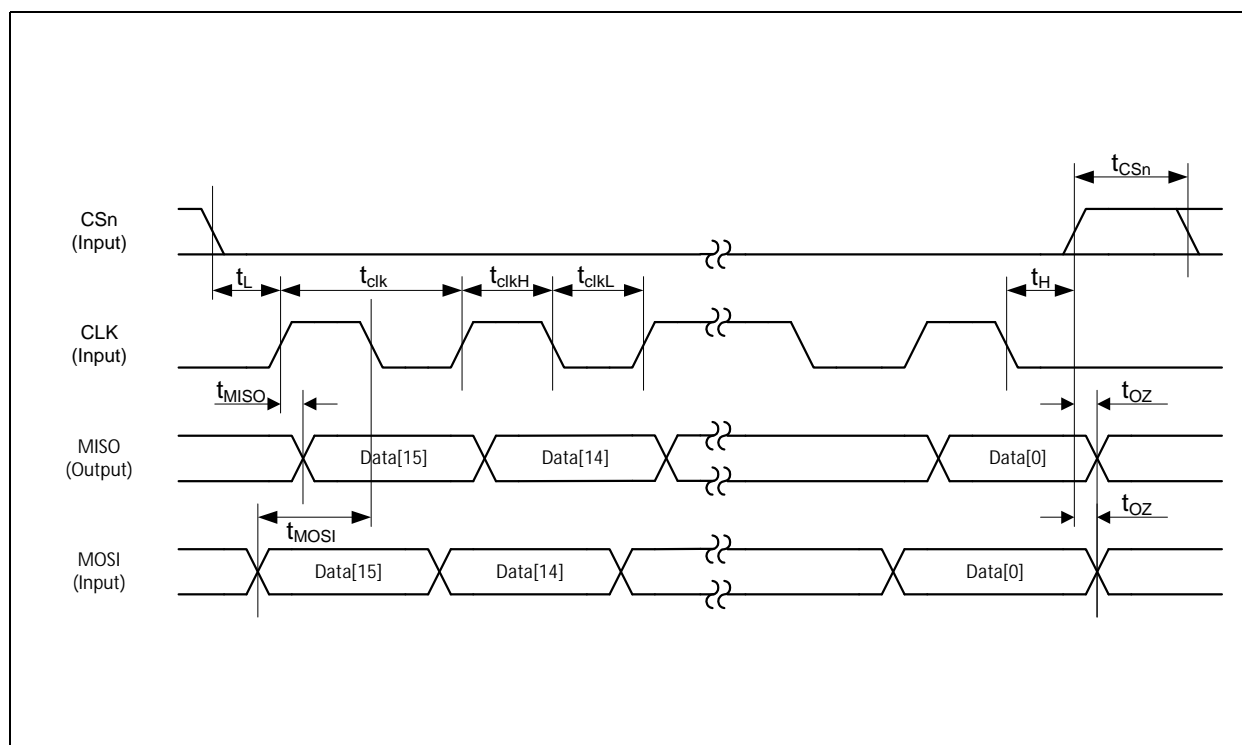 tCSn
CSn
(Input)
tL
tclk
tclkH
tclkL
tH
CLK
(Input)
tMISO
tOZ
MISO
(Output)
Data[15]
Data[14]
Data[0]
tMOSI
tOZ
MOSI
(Input)
Data[15]
Data[14]
Data[0]